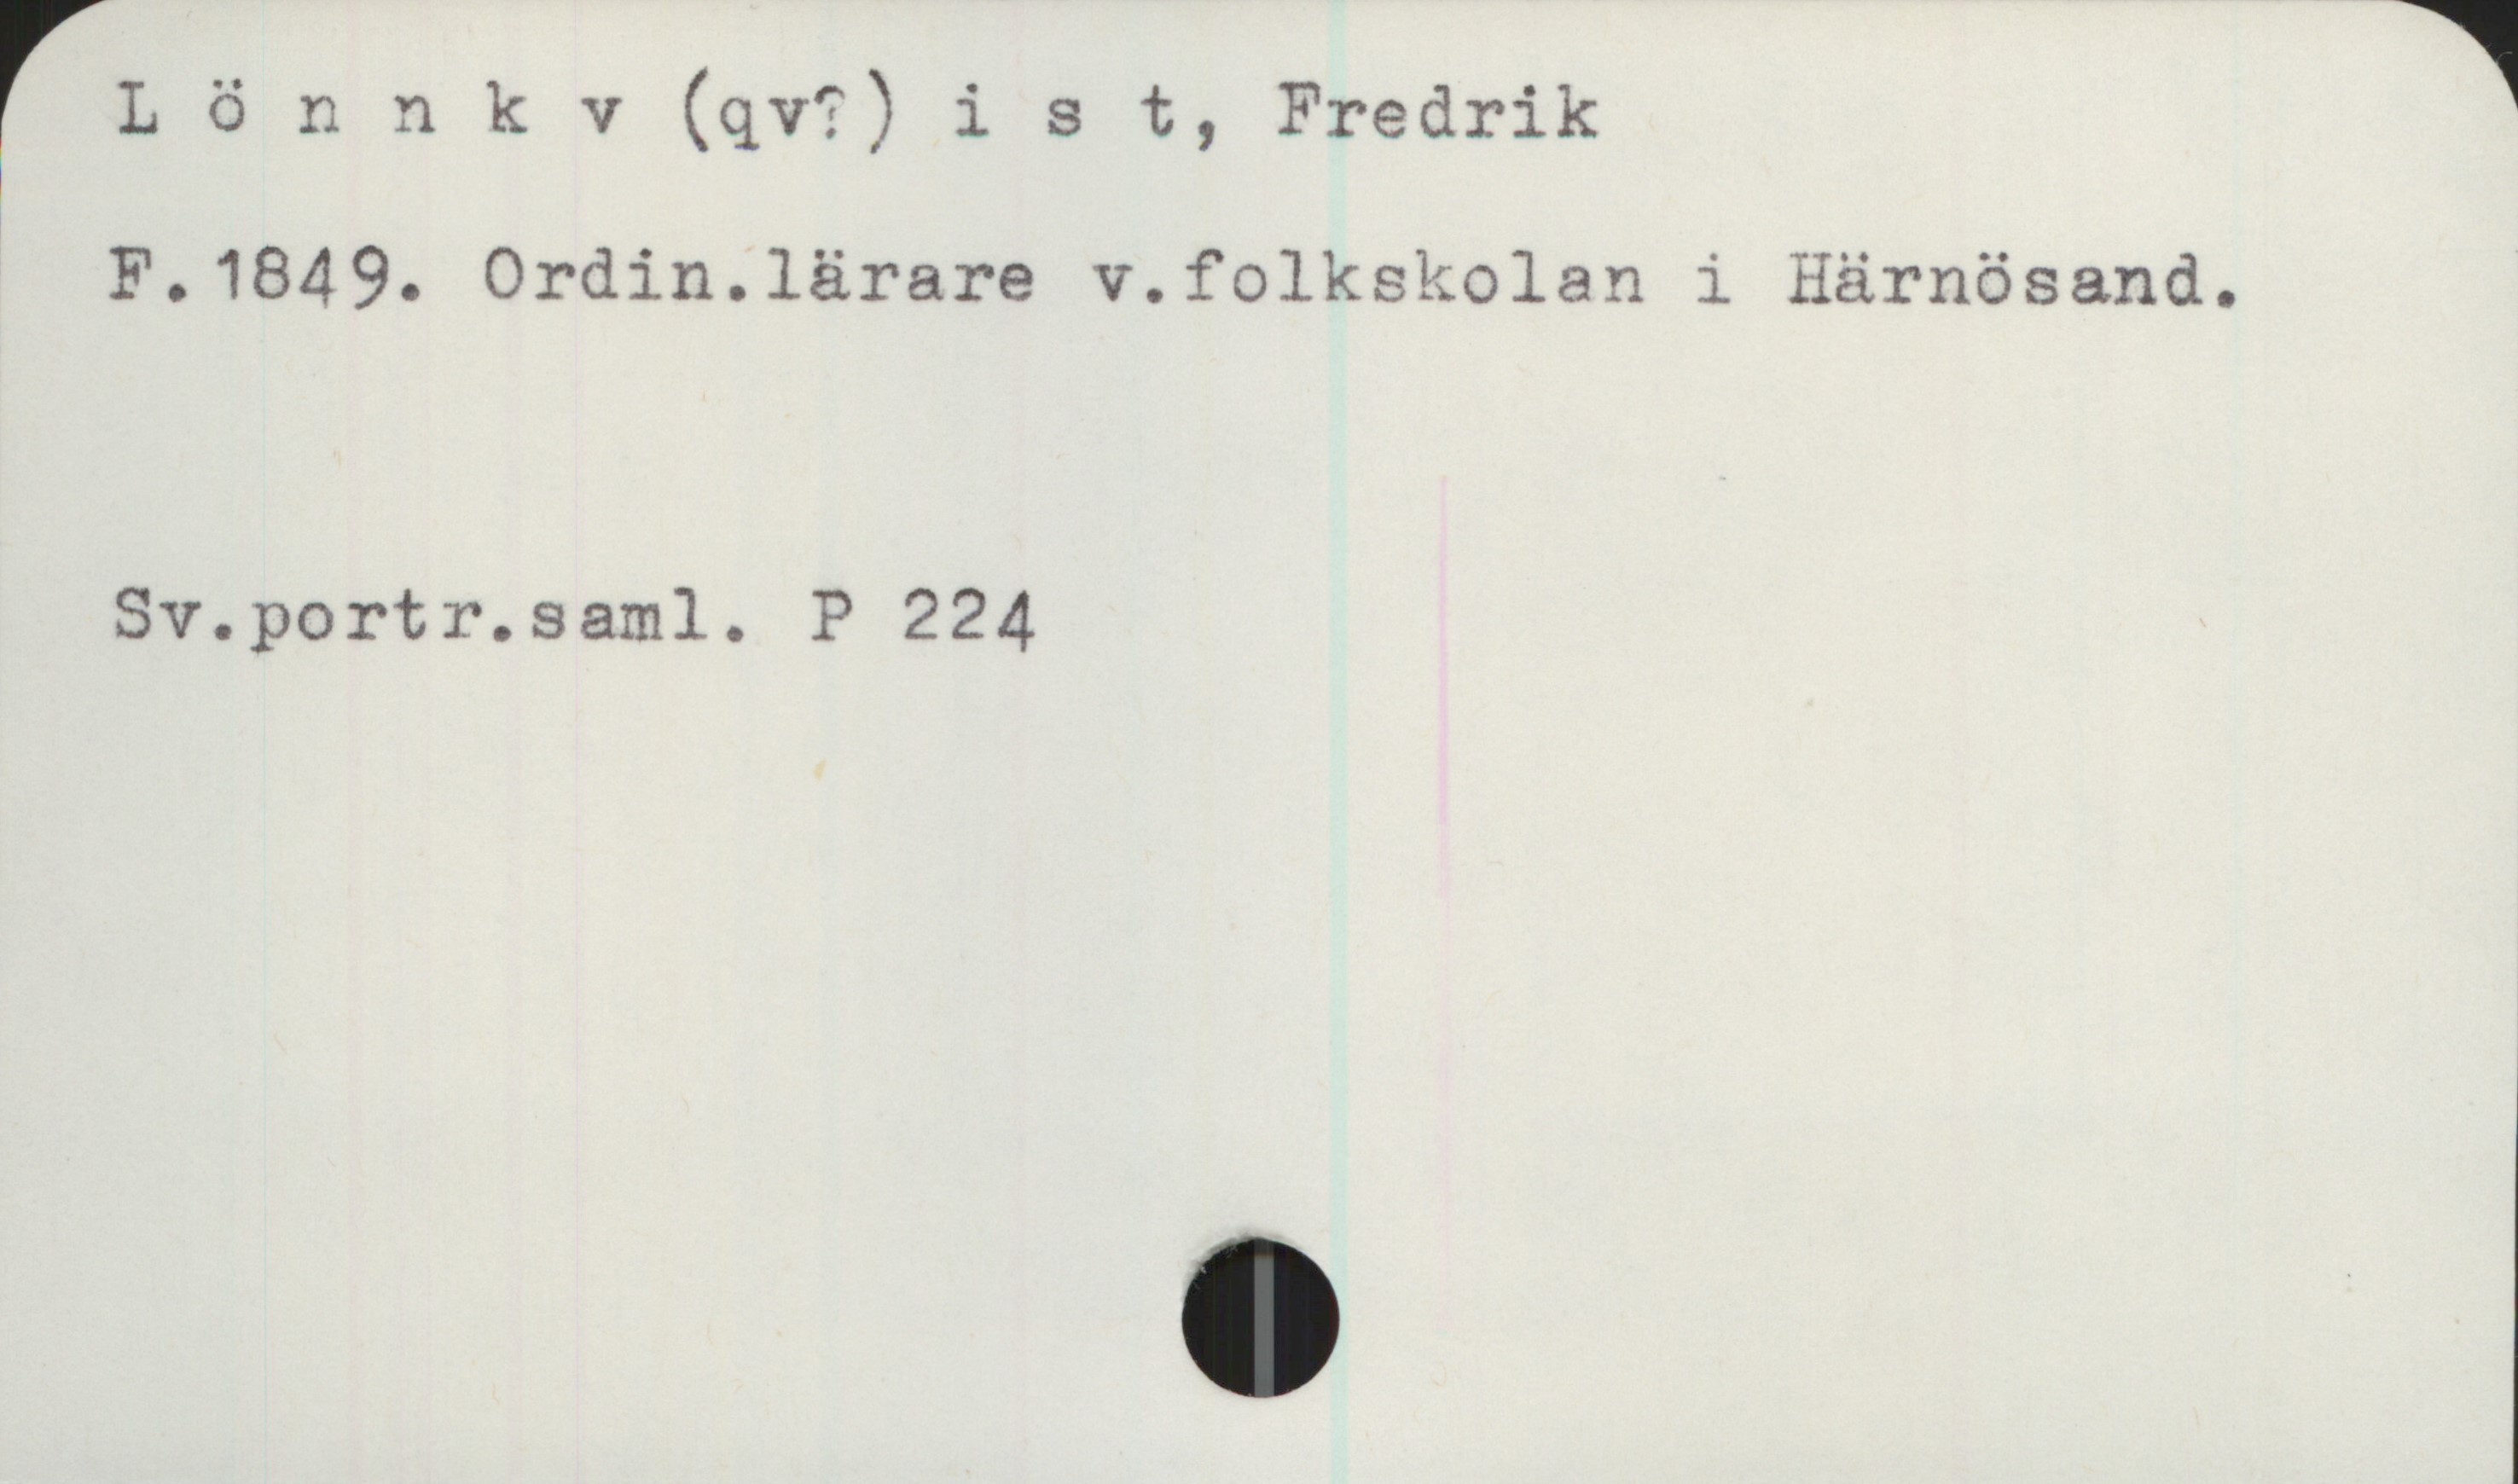 L ö n n k v (qv?) i s t, Fredrik
F.1849. Ordin.lärare v.folkskolan i Härnösand.
Sv.portr.saml. P 224